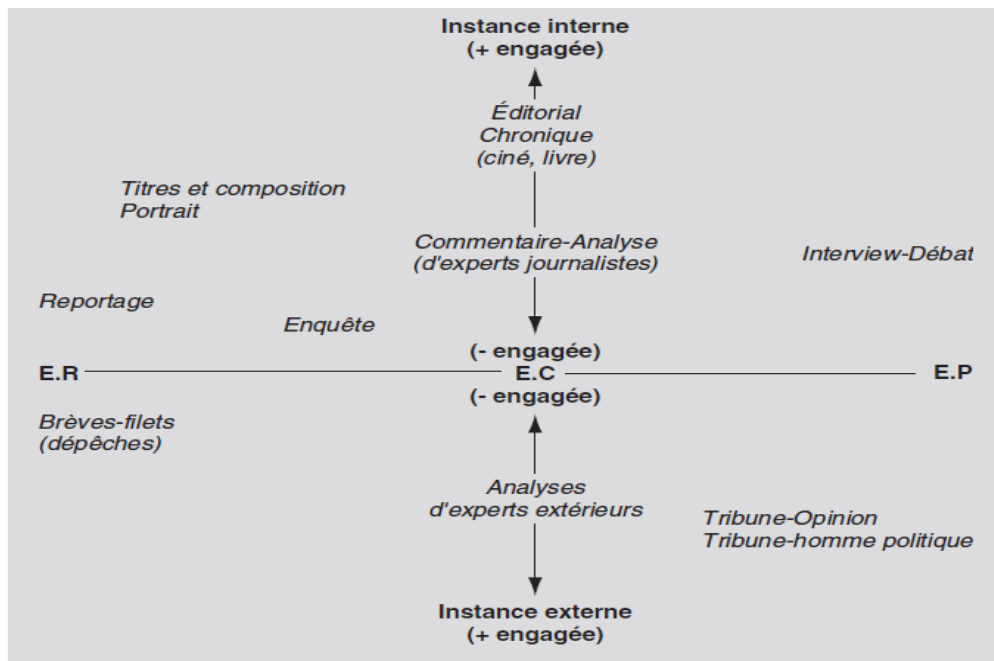 Instance interne
(+ engagée)
Éditorial
Chronique
(ciné, livre)
Titres et composition
Portrait
Commentaire-Analyse
(d'experts journalistes)
Interview-Débat
Reportage
Enquête
(- engagée)
E.R
E.C
E.P
(- engagée)
Brèves-filets
(dépêches)
Analyses
d'experts extérieurs
Tribune-Opinion
Tribune-homme politique
Instance externe
(+ engagée)